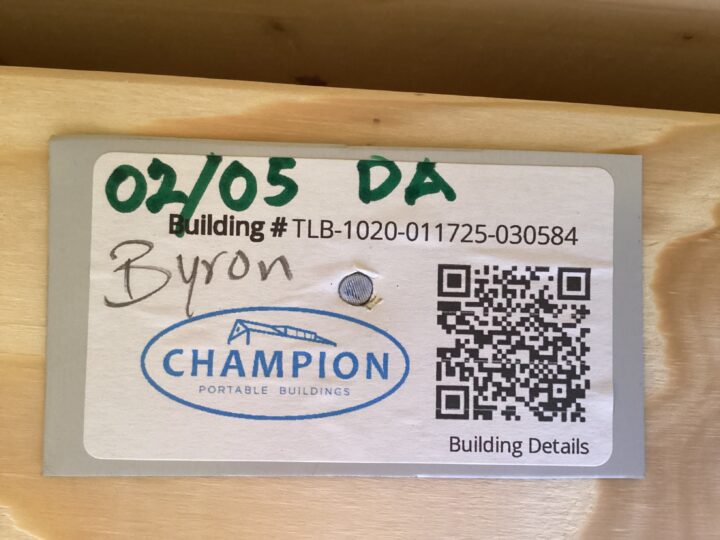 02/05 DA
Building # TLB-1020-011725-030584
Byron
CHAMPION
PORTABLE BUILDINGS
Building Details